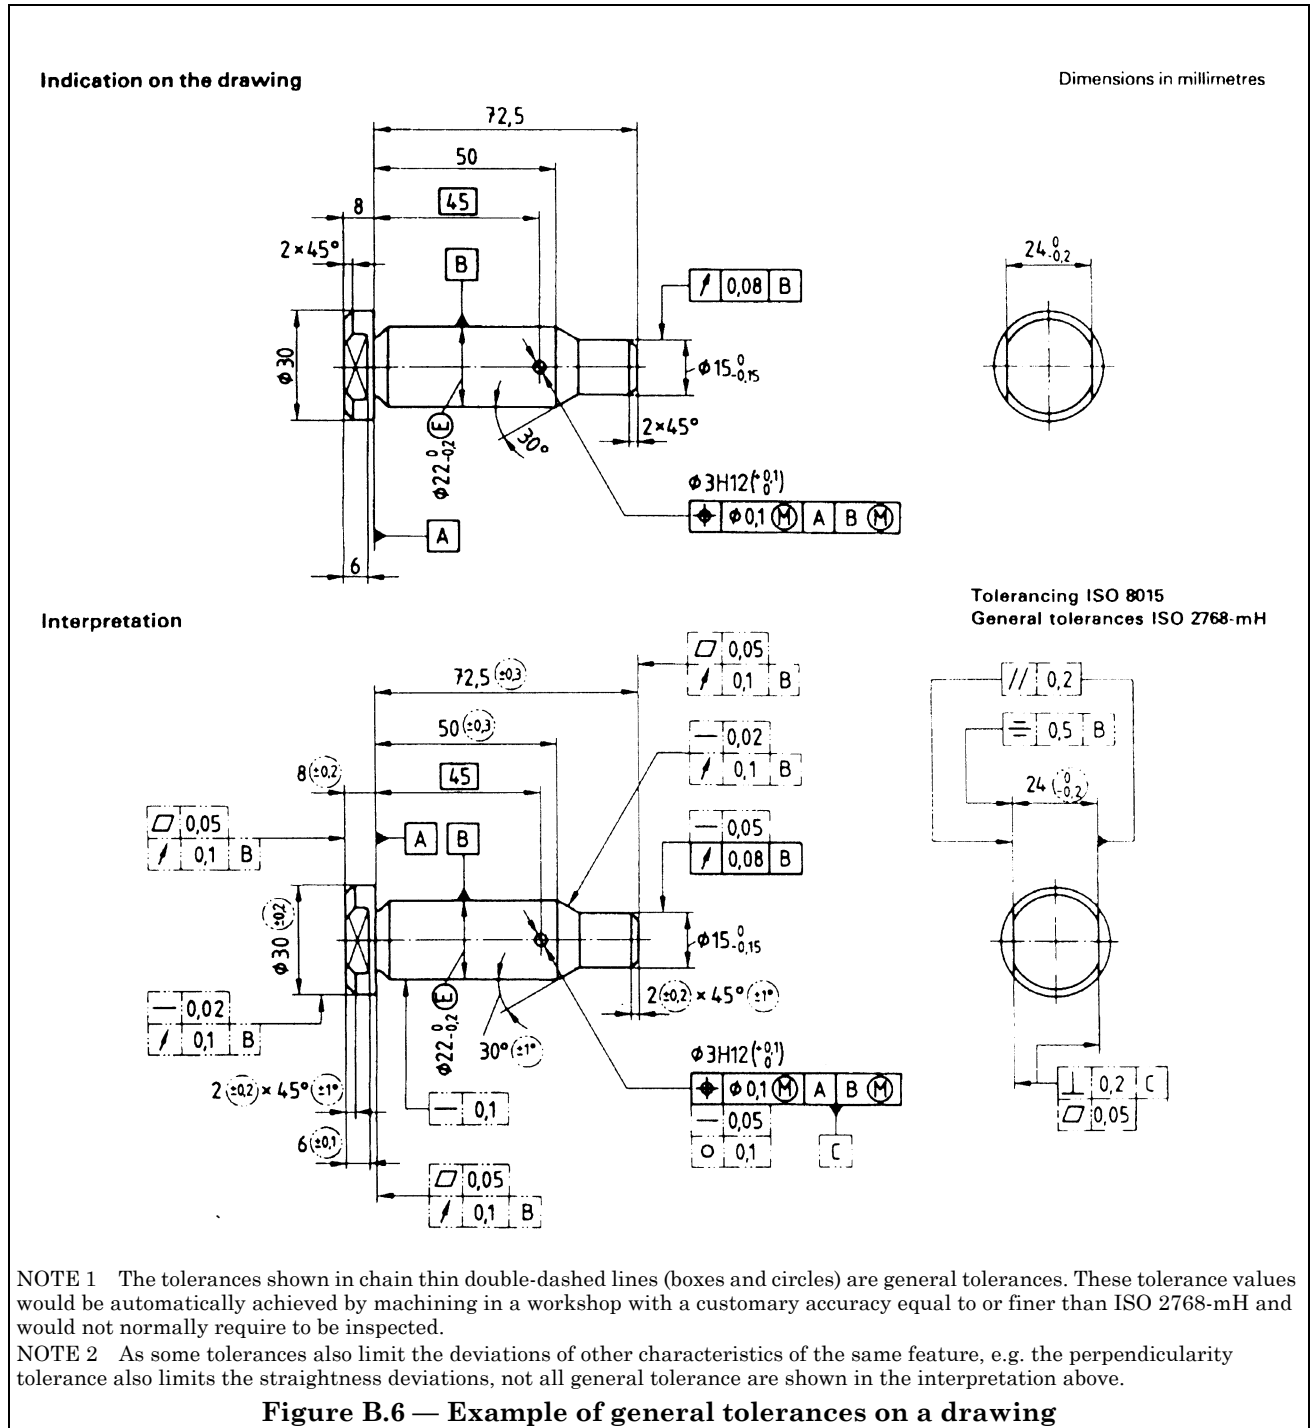 Indication on the drawing
Dimensions in millimetres
72,5
50
8
45
2×45°
B
24 0 -0,2
0,08 B
φ30
φ15 0 -0,15
2×45°
30°
φ22 0 -0,2 E
φ3H12(+0,1 0)
φ0,1 M A B M
A
6
Tolerancing ISO 8015
General tolerances ISO 2768-mH
Interpretation
0,05
0,1 B
// 0,2
72,5 ±0,3
50 ±0,3
0,02
0,1 B
0,5 B
8 ±0,2
45
24 0 -0,2
0,05
0,1 B
A
B
0,05
0,08 B
φ30 ±0,2
φ15 0 -0,15
0,02
0,1 B
φ22 0 -0,2 E
30° ±1°
2 ±0,2 × 45° ±1°
φ3H12(+0,1 0)
φ0,1 M A B M
2 ±0,2 × 45° ±1°
0,1
0,05
0,1
C
0,2 C
0,05
6 ±0,1
0,05
0,1 B
NOTE 1 The tolerances shown in chain thin double-dashed lines (boxes and circles) are general tolerances. These tolerance values
would be automatically achieved by machining in a workshop with a customary accuracy equal to or finer than ISO 2768-mH and
would not normally require to be inspected.
NOTE 2 As some tolerances also limit the deviations of other characteristics of the same feature, e.g. the perpendicularity
tolerance also limits the straightness deviations, not all general tolerance are shown in the interpretation above.
Figure B.6 — Example of general tolerances on a drawing